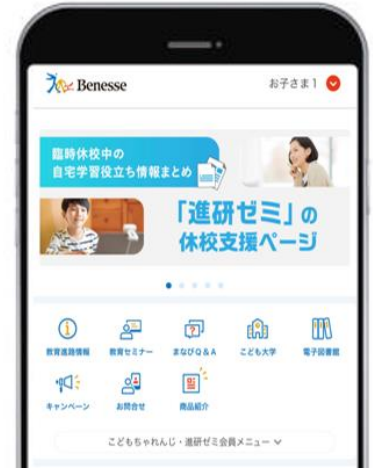 Benesse
お子さま1
臨時休校中の
自宅学習役立ち情報まとめ
「進研ゼミ」の
休校支援ページ
教育進路情報
教育セミナー
まなびQ&A
こども大学
電子図書館
キャンペーン
お問合せ
商品紹介
こどもちゃれんじ・進研ゼミ会員メニュー